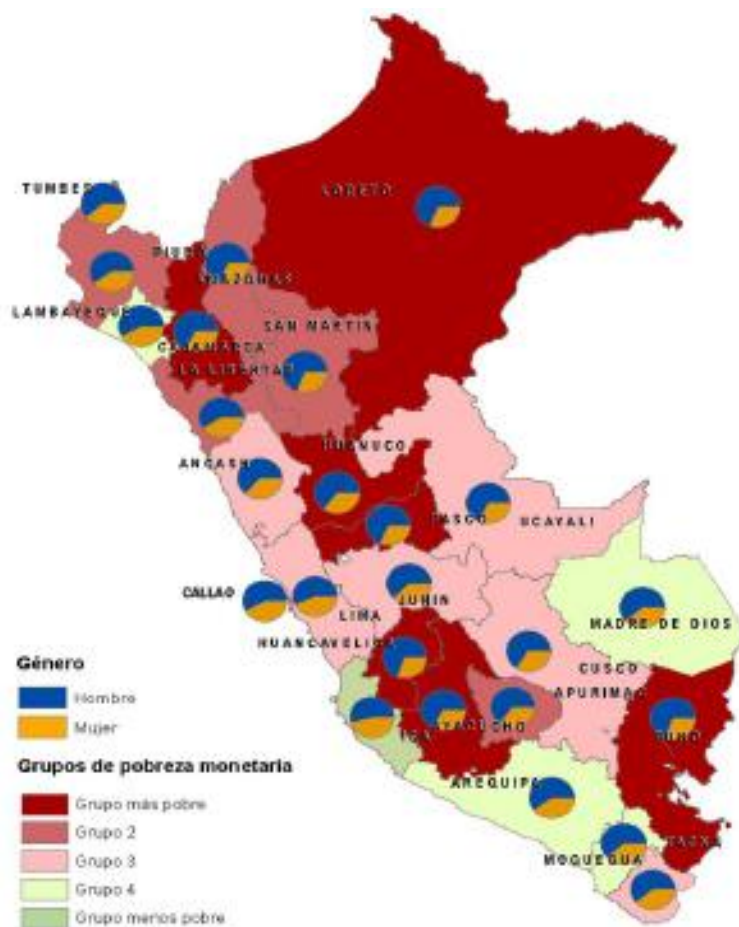 TUMBES
LORETO
PIURA
AMAZONAS
LAMBAYEQUE
SAN MARTIN
CAJAMARCA
LA LIBERTAD
HUANUCO
ANCASH
PASCO
UCAYALI
CALLAO
JUNIN
LIMA
MADRE DE DIOS
HUANCAVELICA
CUSCO
APURIMAC
ICA
AYACUCHO
PUNO
AREQUIPA
TACNA
MOQUEGUA
Género
Hombre
Mujer
Grupos de pobreza monetaria
Grupo más pobre
Grupo 2
Grupo 3
Grupo 4
Grupo menos pobre